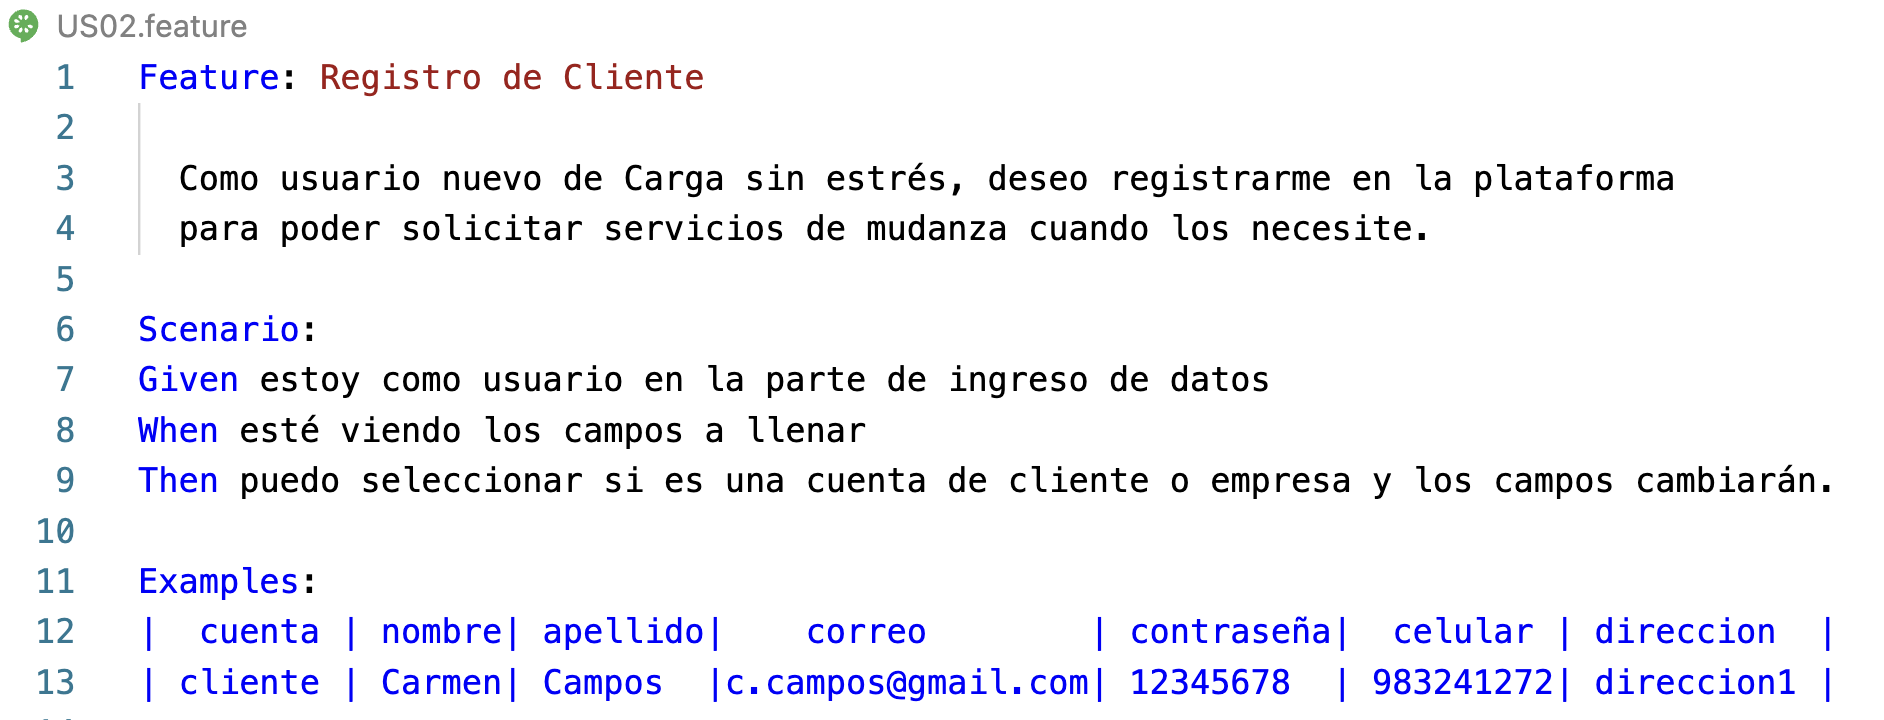 US02.feature
1 Feature: Registro de Cliente
2
3 Como usuario nuevo de Carga sin estrés, deseo registrarme en la plataforma
4 para poder solicitar servicios de mudanza cuando los necesite.
5
6 Scenario:
7 Given estoy como usuario en la parte de ingreso de datos
8 When esté viendo los campos a llenar
9 Then puedo seleccionar si es una cuenta de cliente o empresa y los campos cambiarán.
10
11 Examples:
12 |  cuenta | nombre| apellido|    correo        | contraseña|  celular | direccion  |
13 | cliente | Carmen| Campos  |c.campos@gmail.com| 12345678  | 983241272| direccion1 |